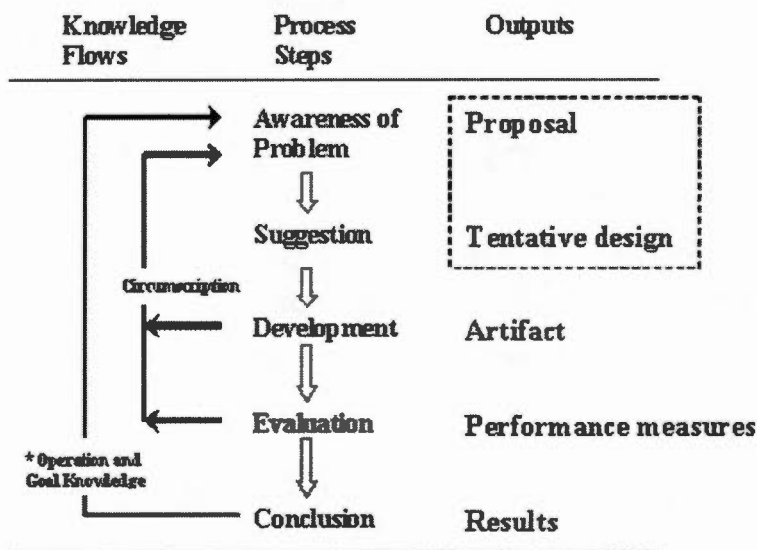 Knowledge Flows
Process Steps
Outputs
Awareness of Problem
Proposal
Suggestion
Tentative design
Circumscription
Development
Artifact
Evaluation
Performance measures
* Operation and
Goal Knowledge
Conclusion
Results